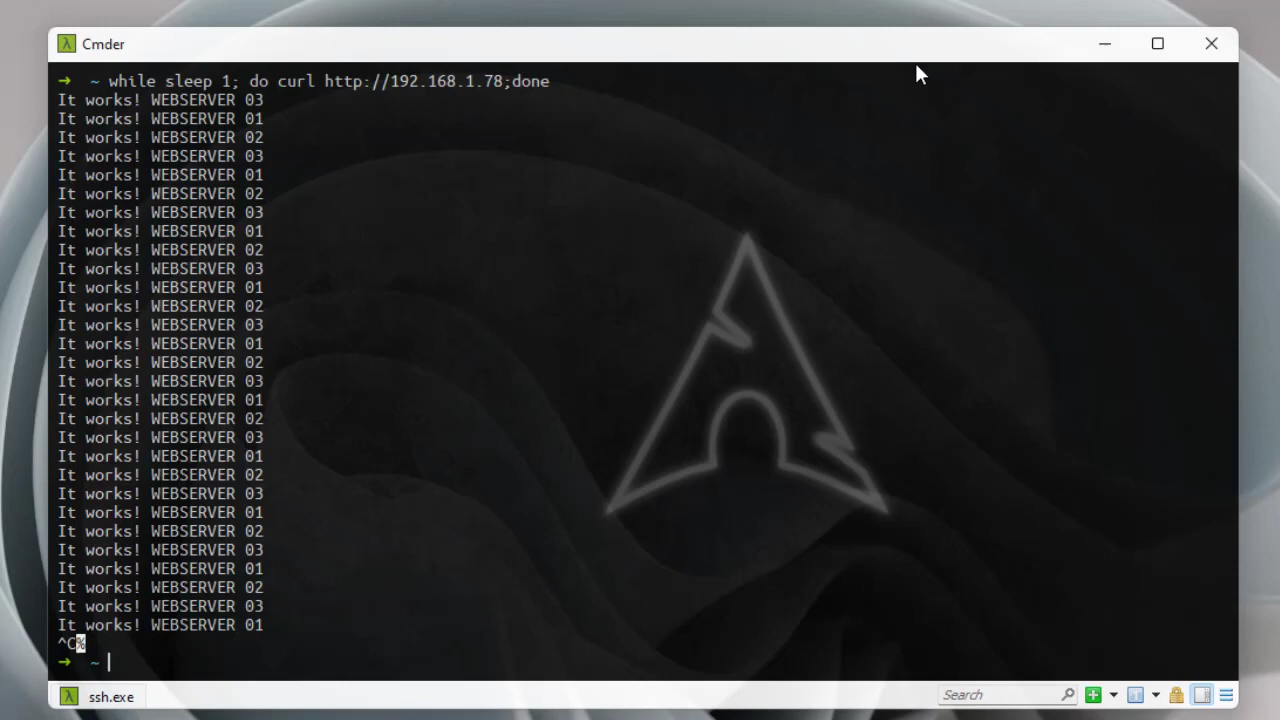 Cmder
➜ ~ while sleep 1; do curl http://192.168.1.78;done
It works! WEBSERVER 03
It works! WEBSERVER 01
It works! WEBSERVER 02
It works! WEBSERVER 03
It works! WEBSERVER 01
It works! WEBSERVER 02
It works! WEBSERVER 03
It works! WEBSERVER 01
It works! WEBSERVER 02
It works! WEBSERVER 03
It works! WEBSERVER 01
It works! WEBSERVER 02
It works! WEBSERVER 03
It works! WEBSERVER 01
It works! WEBSERVER 02
It works! WEBSERVER 03
It works! WEBSERVER 01
It works! WEBSERVER 02
It works! WEBSERVER 03
It works! WEBSERVER 01
It works! WEBSERVER 02
It works! WEBSERVER 03
It works! WEBSERVER 01
It works! WEBSERVER 02
It works! WEBSERVER 03
It works! WEBSERVER 01
It works! WEBSERVER 02
It works! WEBSERVER 03
It works! WEBSERVER 01
^C%
➜ ~
ssh.exe
Search